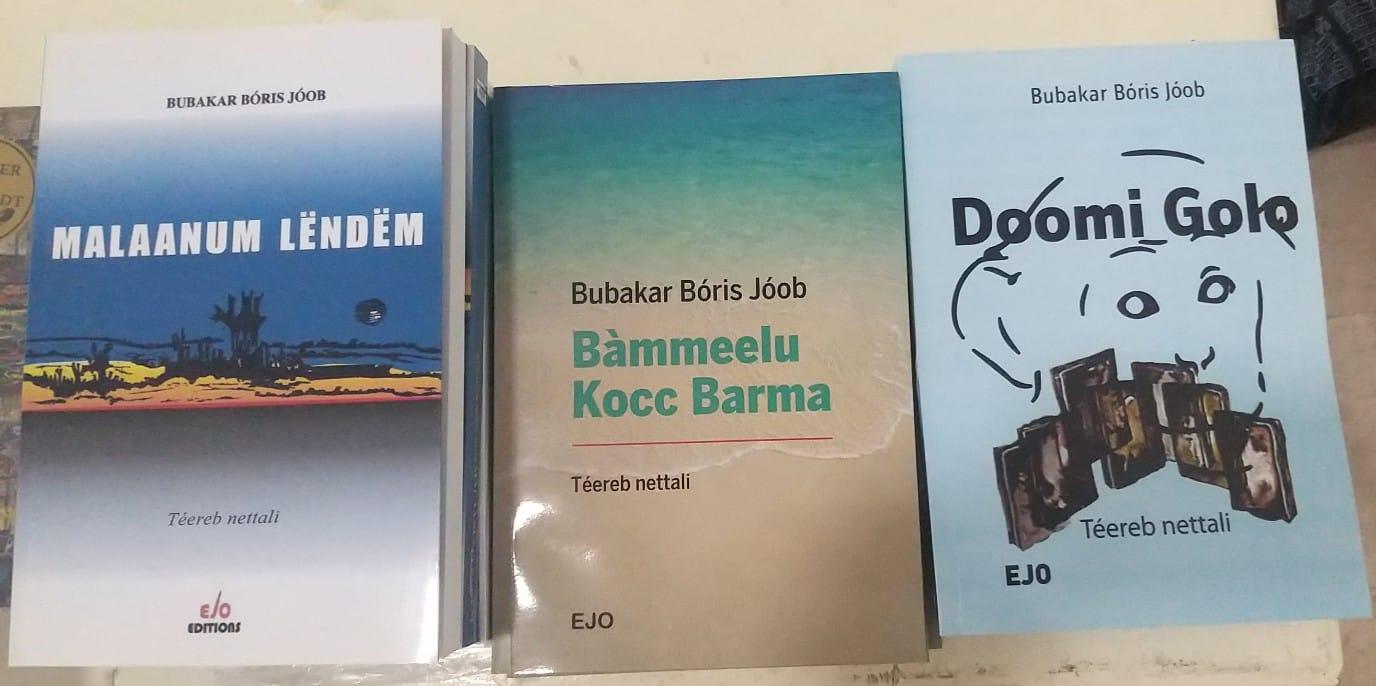 BUBAKAR BÓRIS JÓOB
MALAANUM LËNDËM
Téereb nettali
EJO
EDITIONS
Bubakar Bóris Jóob
Bàmmeelu
Kocc Barma
Téereb nettali
EJO
Bubakar Bóris Jóob
Doomi Golo
Téereb nettali
EJO